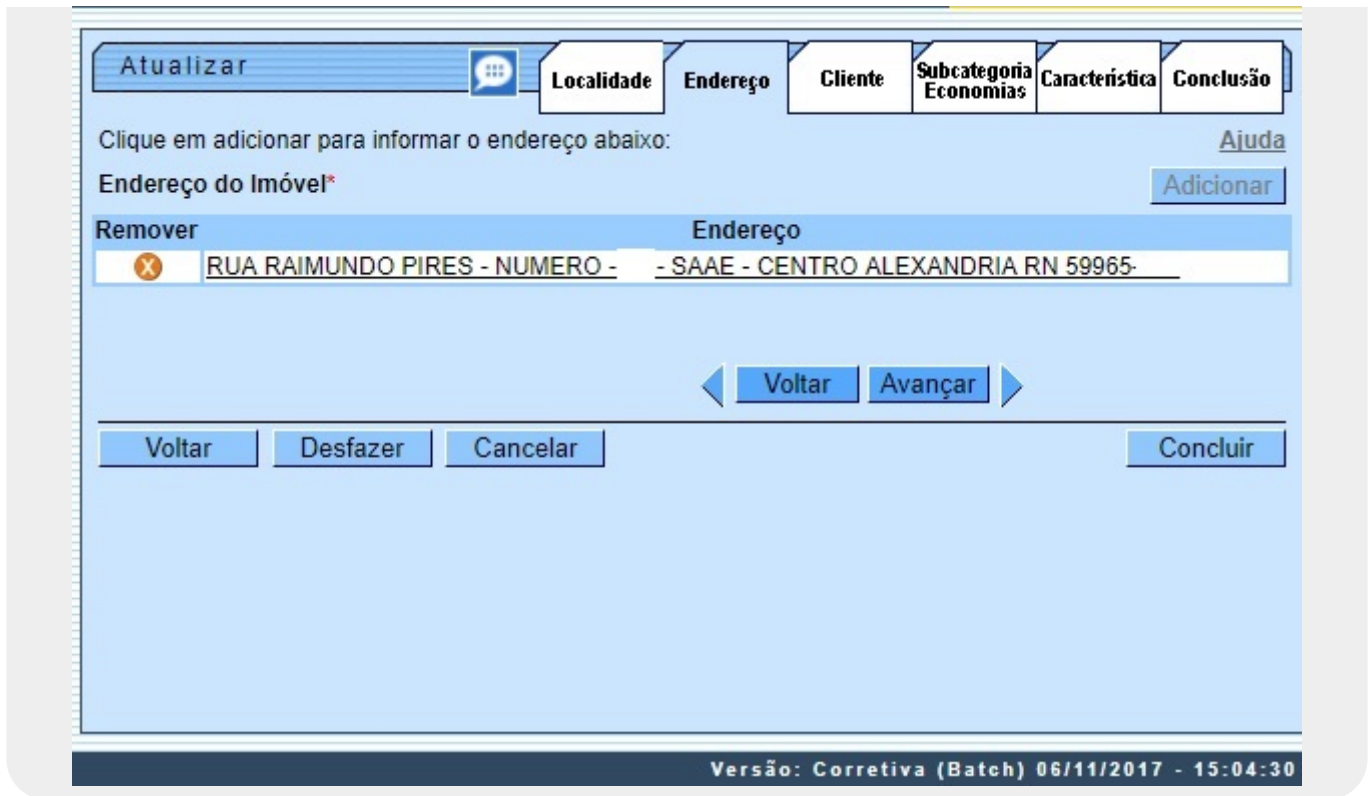 Atualizar
Localidade Endereço Cliente Subcategoria Economias Característica Conclusão
Clique em adicionar para informar o endereço abaixo: Ajuda
Endereço do Imóvel* Adicionar
Remover Endereço
X RUA RAIMUNDO PIRES - NUMERO - - SAAE - CENTRO ALEXANDRIA RN 59965-
Voltar Avançar
Voltar Desfazer Cancelar Concluir
Versão: Corretiva (Batch) 06/11/2017 - 15:04:30